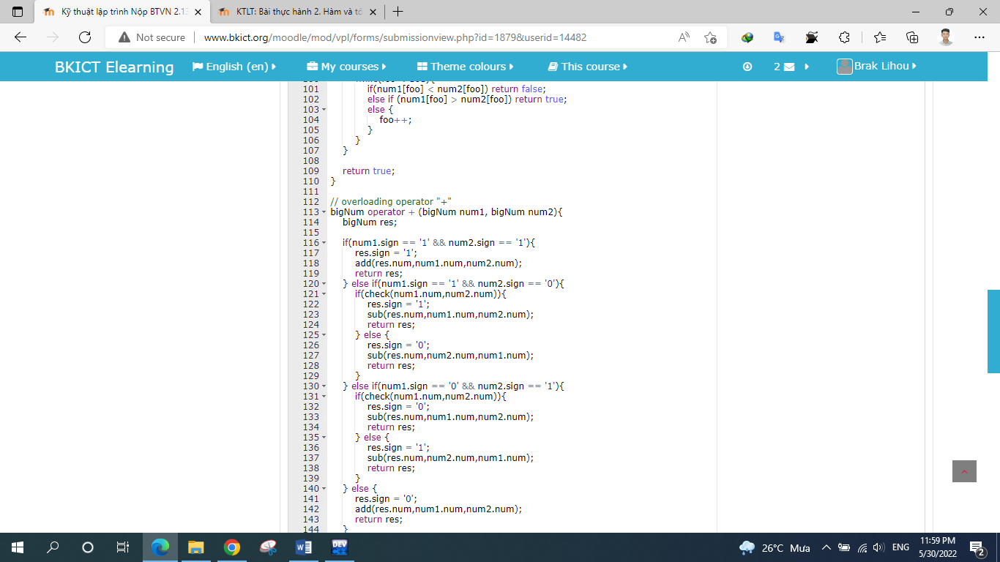 Kỹ thuật lập trình Nộp BTVN 2.13
KTLT: Bài thực hành 2. Hàm và tố
Not secure
www.bkict.org/moodle/mod/vpl/forms/submissionview.php?id=1879&userid=14482
BKICT Elearning English (en) My courses Theme colours This course 2 Brak Lihou
101 if(num1[foo] < num2[foo]) return false;
102 else if (num1[foo] > num2[foo]) return true;
103 else {
104 foo++;
105 }
106 }
107 }
108
109 return true;
110 }
111
112 // overloading operator "+"
113 bigNum operator + (bigNum num1, bigNum num2){
114 bigNum res;
115
116 if(num1.sign == '1' && num2.sign == '1'){
117 res.sign = '1';
118 add(res.num,num1.num,num2.num);
119 return res;
120 } else if(num1.sign == '1' && num2.sign == '0'){
121 if(check(num1.num,num2.num)){
122 res.sign = '1';
123 sub(res.num,num1.num,num2.num);
124 return res;
125 } else {
126 res.sign = '0';
127 sub(res.num,num2.num,num1.num);
128 return res;
129 }
130 } else if(num1.sign == '0' && num2.sign == '1'){
131 if(check(num1.num,num2.num)){
132 res.sign = '0';
133 sub(res.num,num1.num,num2.num);
134 return res;
135 } else {
136 res.sign = '1';
137 sub(res.num,num2.num,num1.num);
138 return res;
139 }
140 } else {
141 res.sign = '0';
142 add(res.num,num1.num,num2.num);
143 return res;
144 }
DEV
26°C Mưa
ENG
11:59 PM
5/30/2022
2